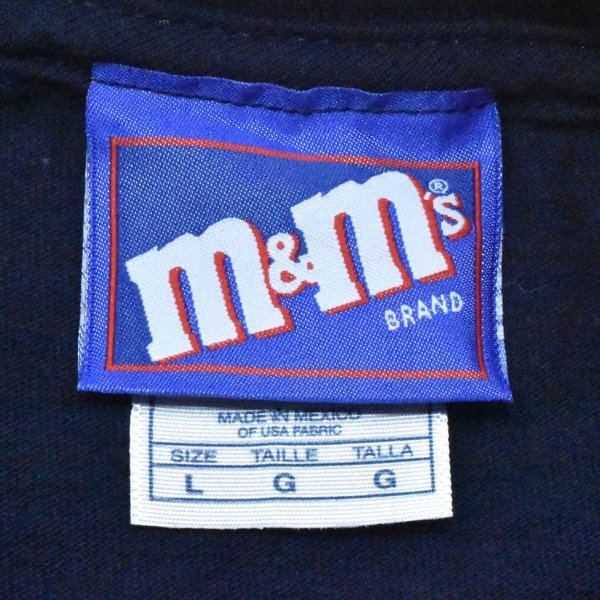 m&m's®
BRAND
MADE IN MEXICO
OF USA FABRIC
SIZE TAILLE TALLA
L G G